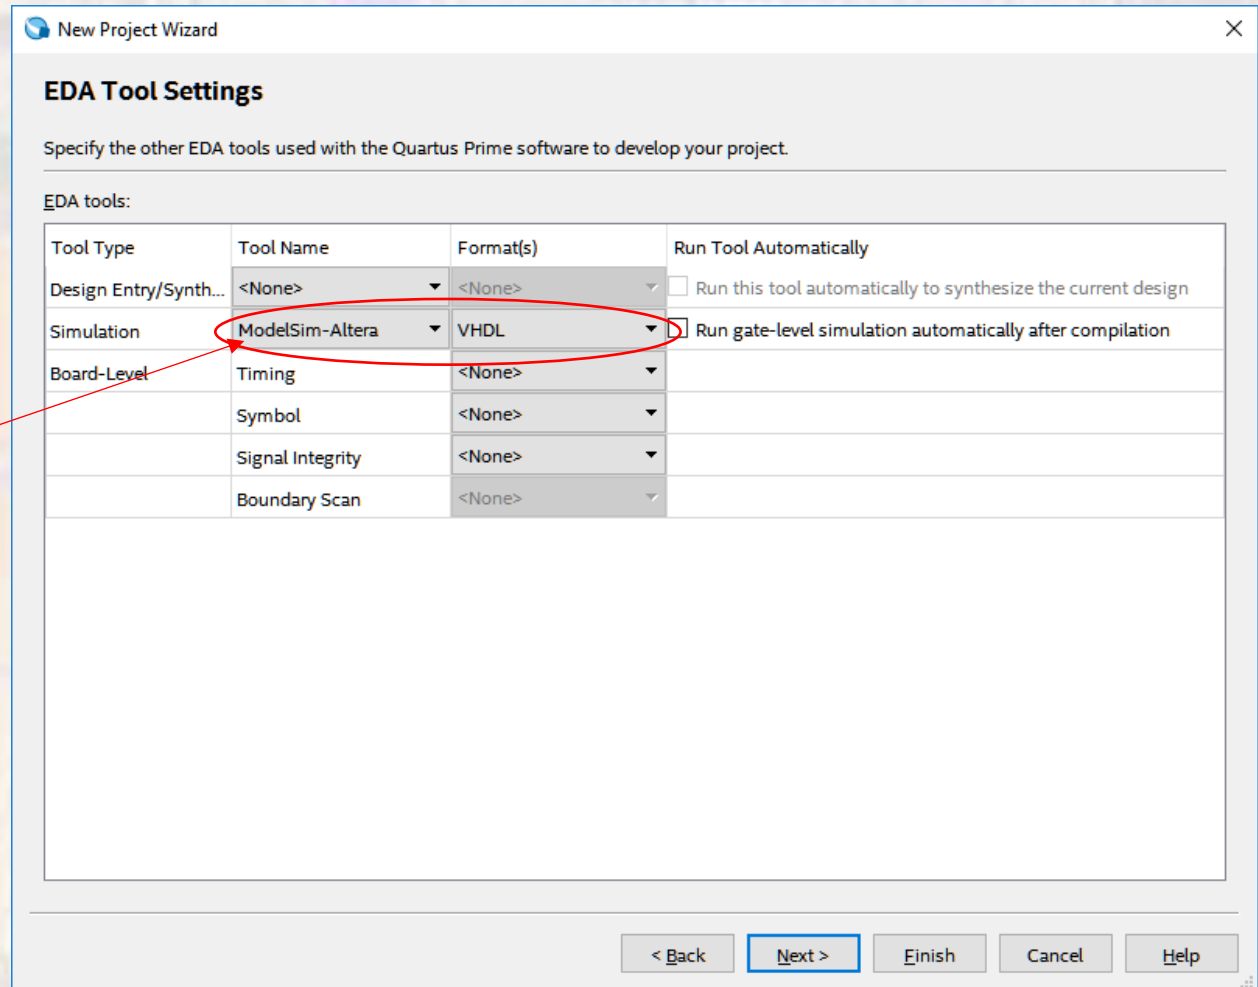 New Project Wizard
EDA Tool Settings
Specify the other EDA tools used with the Quartus Prime software to develop your project.
EDA tools:
Tool Type Tool Name Format(s) Run Tool Automatically
Design Entry/Synth... <None> <None> Run this tool automatically to synthesize the current design
Simulation ModelSim-Altera VHDL Run gate-level simulation automatically after compilation
Board-Level Timing <None>
Symbol <None>
Signal Integrity <None>
Boundary Scan <None>
< Back Next > Finish Cancel Help